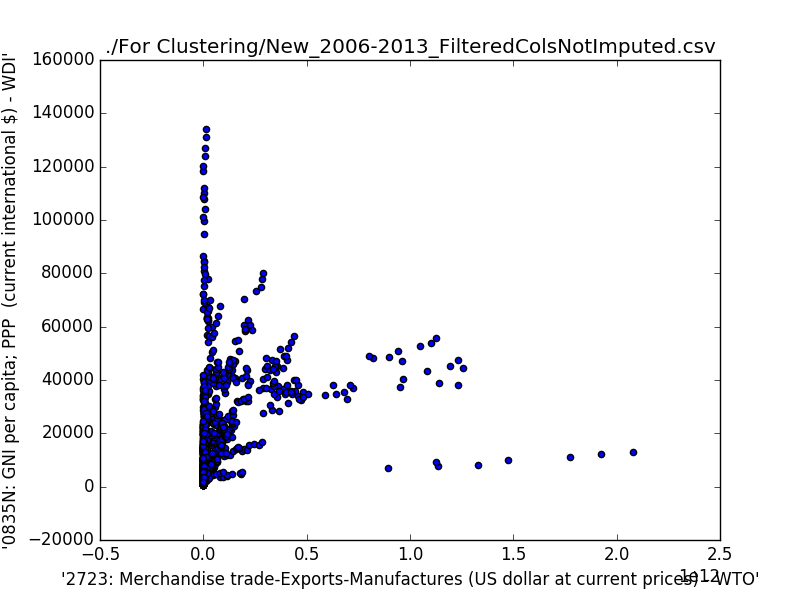 ./For Clustering/New_2006-2013_FilteredColsNotImputed.csv
160000
140000
120000
100000
80000
60000
40000
20000
0
−20000
−0.5 0.0 0.5 1.0 1.5 2.0 2.5
1e12
'2723: Merchandise trade-Exports-Manufactures (US dollar at current prices) - WTO'
'0835N: GNI per capita; PPP (current international $) - WDI'